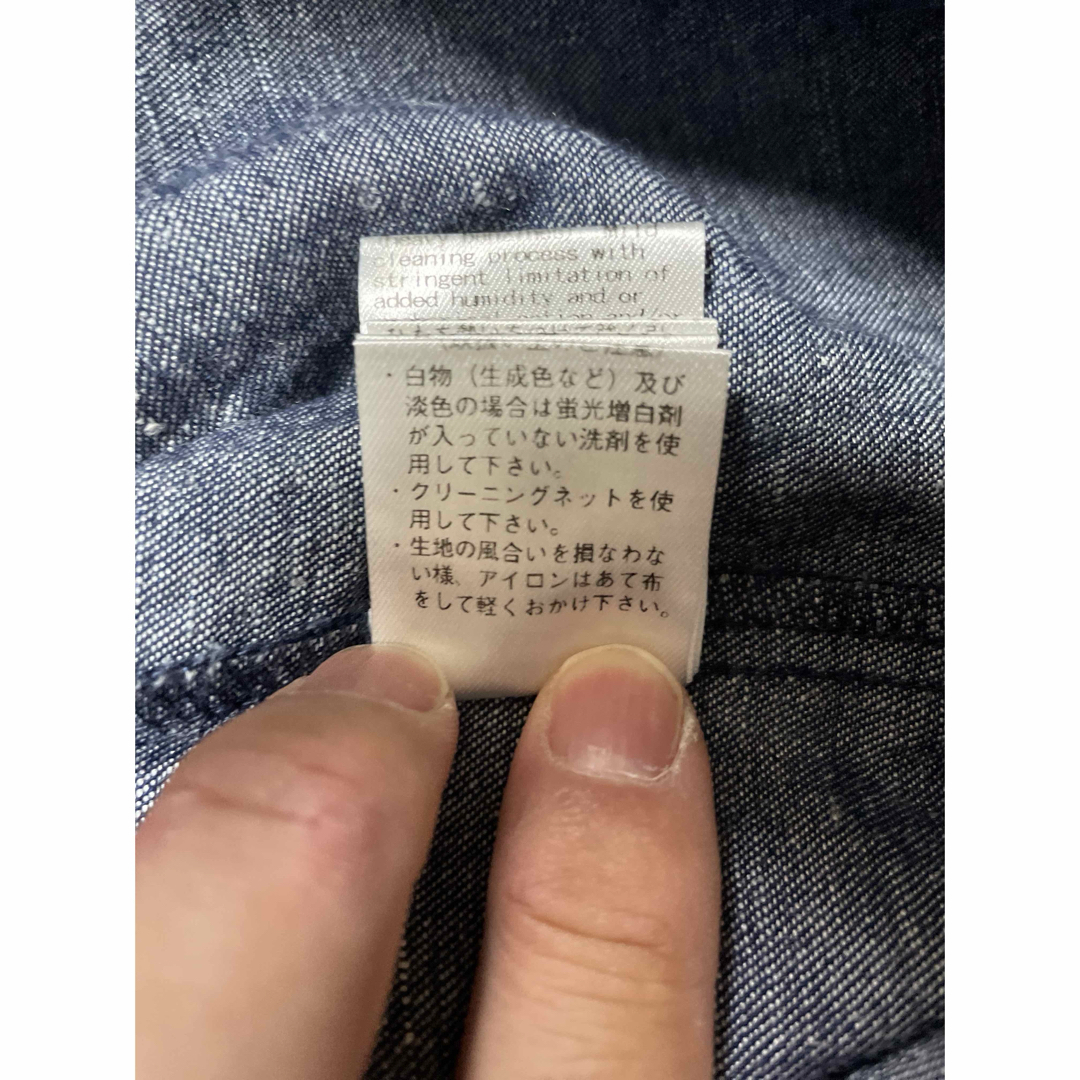 cleaning process with
stringent limitation of
added humidity and or
・白物（生成色など）及び
淡色の場合は蛍光増白剤
が入っていない洗剤を使
用して下さい。
・クリーニングネットを使
用して下さい。
・生地の風合いを損なわな
い様、アイロンはあて布
をして軽くおかけ下さい。